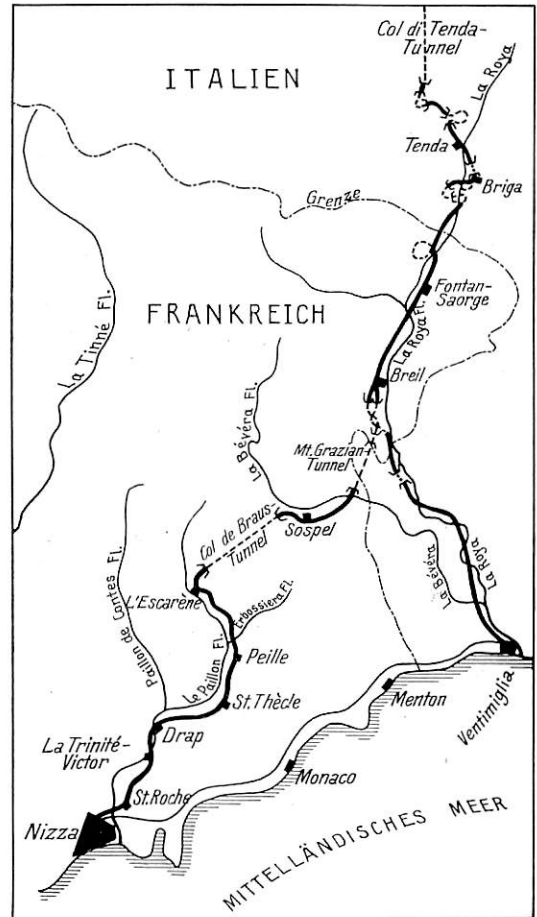 Col di Tenda-
Tunnel
La Roya
ITALIEN
Tenda
Briga
Grenze
La Tinné Fl.
FRANKREICH
Fontan-
Saorge
La Roya Fl.
Breil
La Bévéra Fl.
Mt. Grazian-
Tunnel
Col de Braus-
Tunnel
Sospel
La Bévéra
La Roya
Paillon de Contes Fl.
L'Escarène
Erbossiera Fl.
Le Paillon Fl.
Peille
St. Thècle
Menton
Ventimiglia
Drap
La Trinité-
Victor
Monaco
St. Roche
Nizza
MITTELLÄNDISCHES MEER